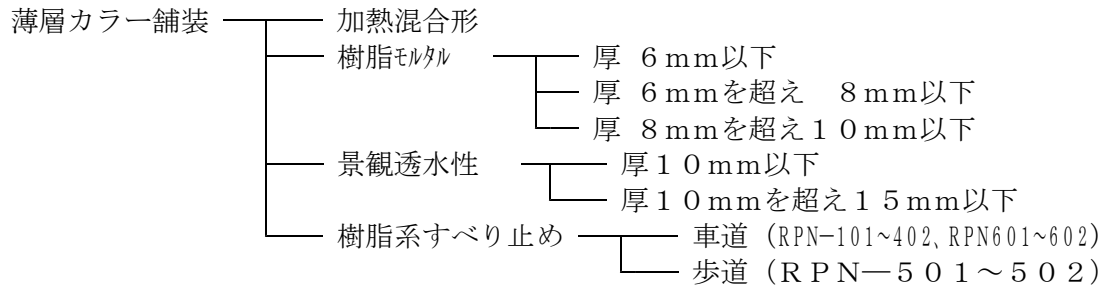 薄層カラー舗装 加熱混合形
樹脂ﾓﾙﾀﾙ 厚 ６ｍｍ以下
厚 ６ｍｍを超え　８ｍｍ以下
厚 ８ｍｍを超え１０ｍｍ以下
景観透水性 厚１０ｍｍ以下
厚１０ｍｍを超え１５ｍｍ以下
樹脂系すべり止め 車道（RPN─101~402､RPN601~602）
歩道（ＲＰＮ―５０１～５０２）